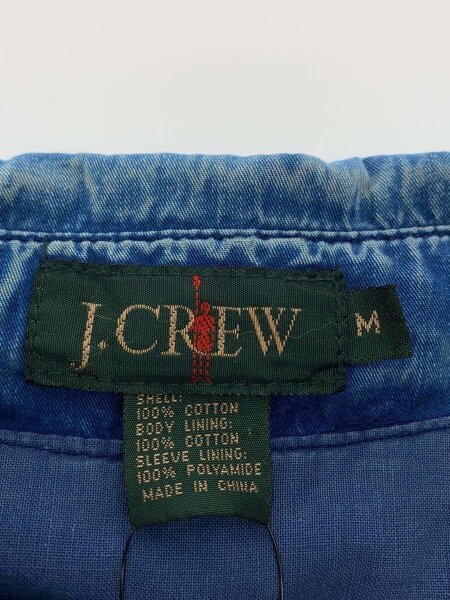 J.CREW
M
SHELL:
100% COTTON
BODY LINING:
100% COTTON
SLEEVE LINING:
100% POLYAMIDE
MADE IN CHINA